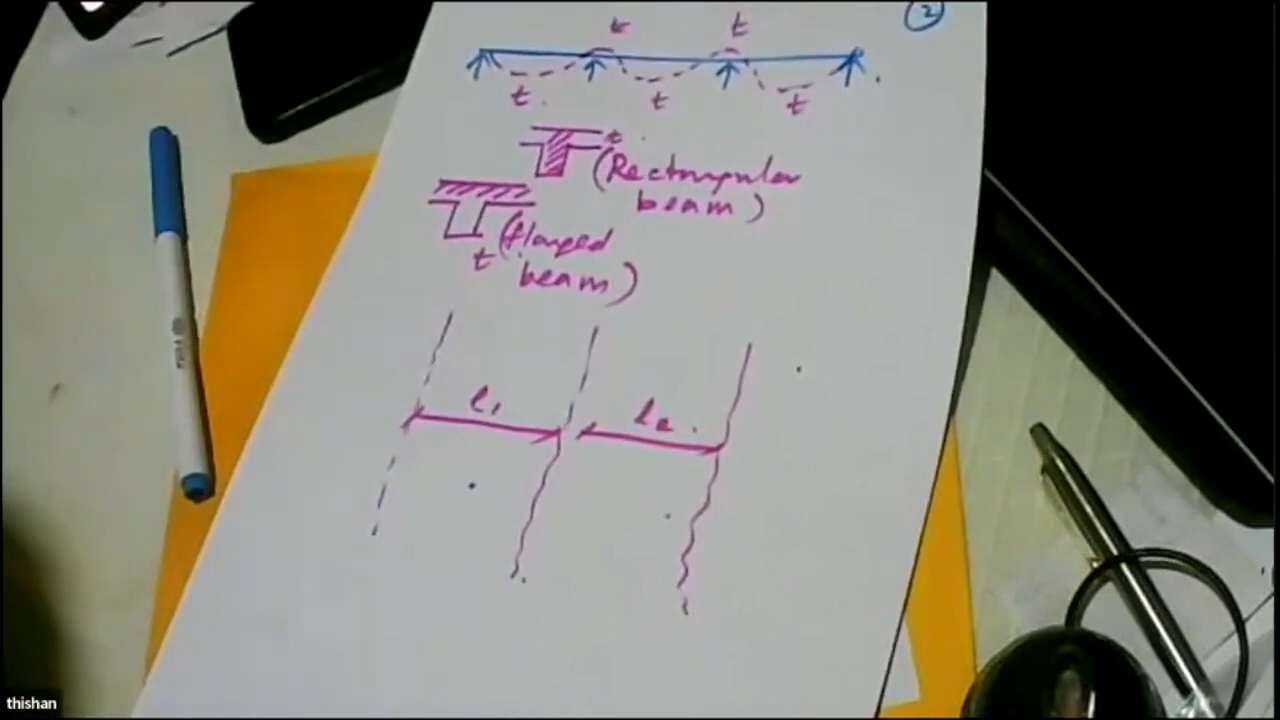 2
t t
t t t
t
(Rectangular
beam)
(flanged
t
beam)
l1 l2
thishan